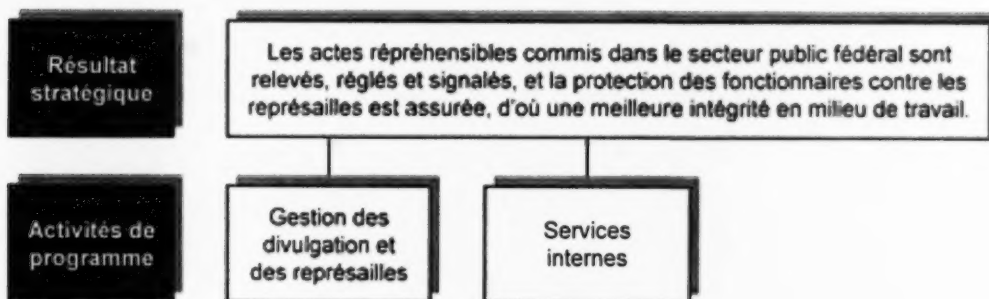 Résultat
stratégique
Les actes répréhensibles commis dans le secteur public fédéral sont
relevés, réglés et signalés, et la protection des fonctionnaires contre les
représailles est assurée, d'où une meilleure intégrité en milieu de travail.
Activités de
programme
Gestion des
divulgation et
des représailles
Services
internes